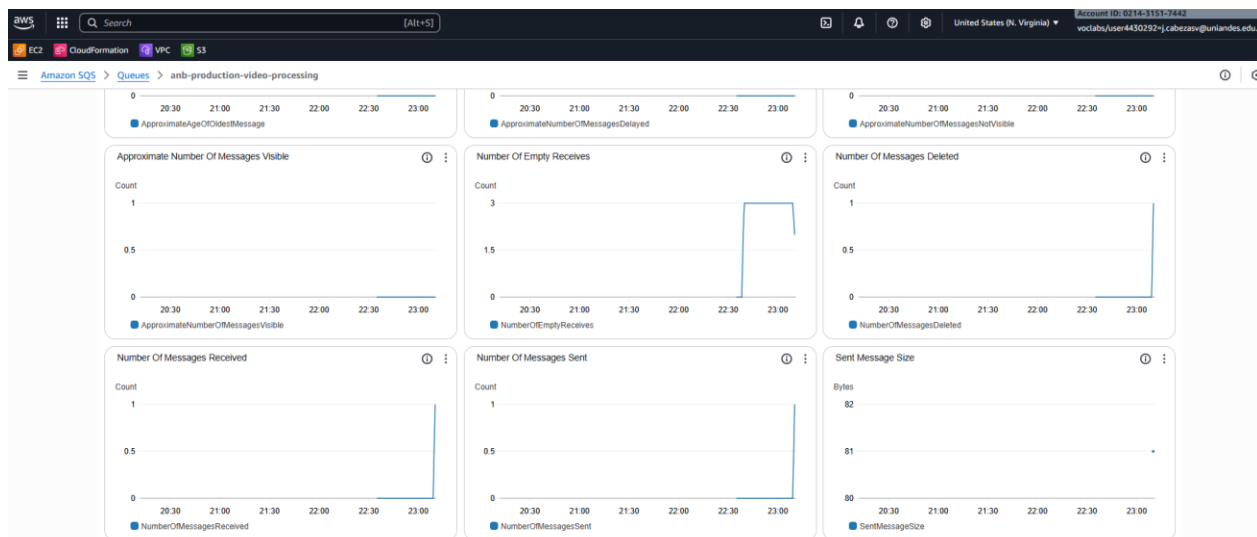 aws
Search [Alt+S]
United States (N. Virginia)
Account ID: 0214-3151-7442
voclabs/user4430292=j.cabezasv@uniandes.edu.
EC2 CloudFormation VPC S3
Amazon SQS > Queues > anb-production-video-processing
0 0 0
20:30 21:00 21:30 22:00 22:30 23:00 20:30 21:00 21:30 22:00 22:30 23:00 20:30 21:00 21:30 22:00 22:30 23:00
ApproximateAgeOfOldestMessage ApproximateNumberOfMessagesDelayed ApproximateNumberOfMessagesNotVisible
Approximate Number Of Messages Visible Number Of Empty Receives Number Of Messages Deleted
Count Count Count
1 3 1
0.5 1.5 0.5
0 0 0
20:30 21:00 21:30 22:00 22:30 23:00 20:30 21:00 21:30 22:00 22:30 23:00 20:30 21:00 21:30 22:00 22:30 23:00
ApproximateNumberOfMessagesVisible NumberOfEmptyReceives NumberOfMessagesDeleted
Number Of Messages Received Number Of Messages Sent Sent Message Size
Count Count Bytes
1 1 82
0.5 0.5 81
0 0 80
20:30 21:00 21:30 22:00 22:30 23:00 20:30 21:00 21:30 22:00 22:30 23:00 20:30 21:00 21:30 22:00 22:30 23:00
NumberOfMessagesReceived NumberOfMessagesSent SentMessageSize